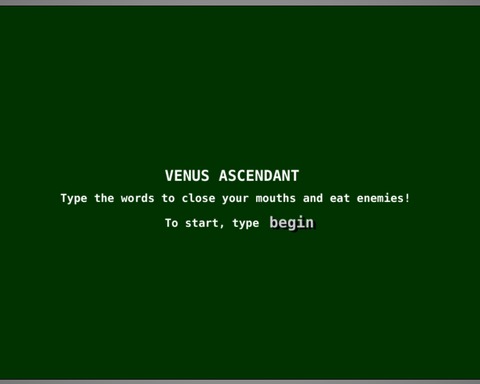 VENUS ASCENDANT
Type the words to close your mouths and eat enemies!
To start, type begin